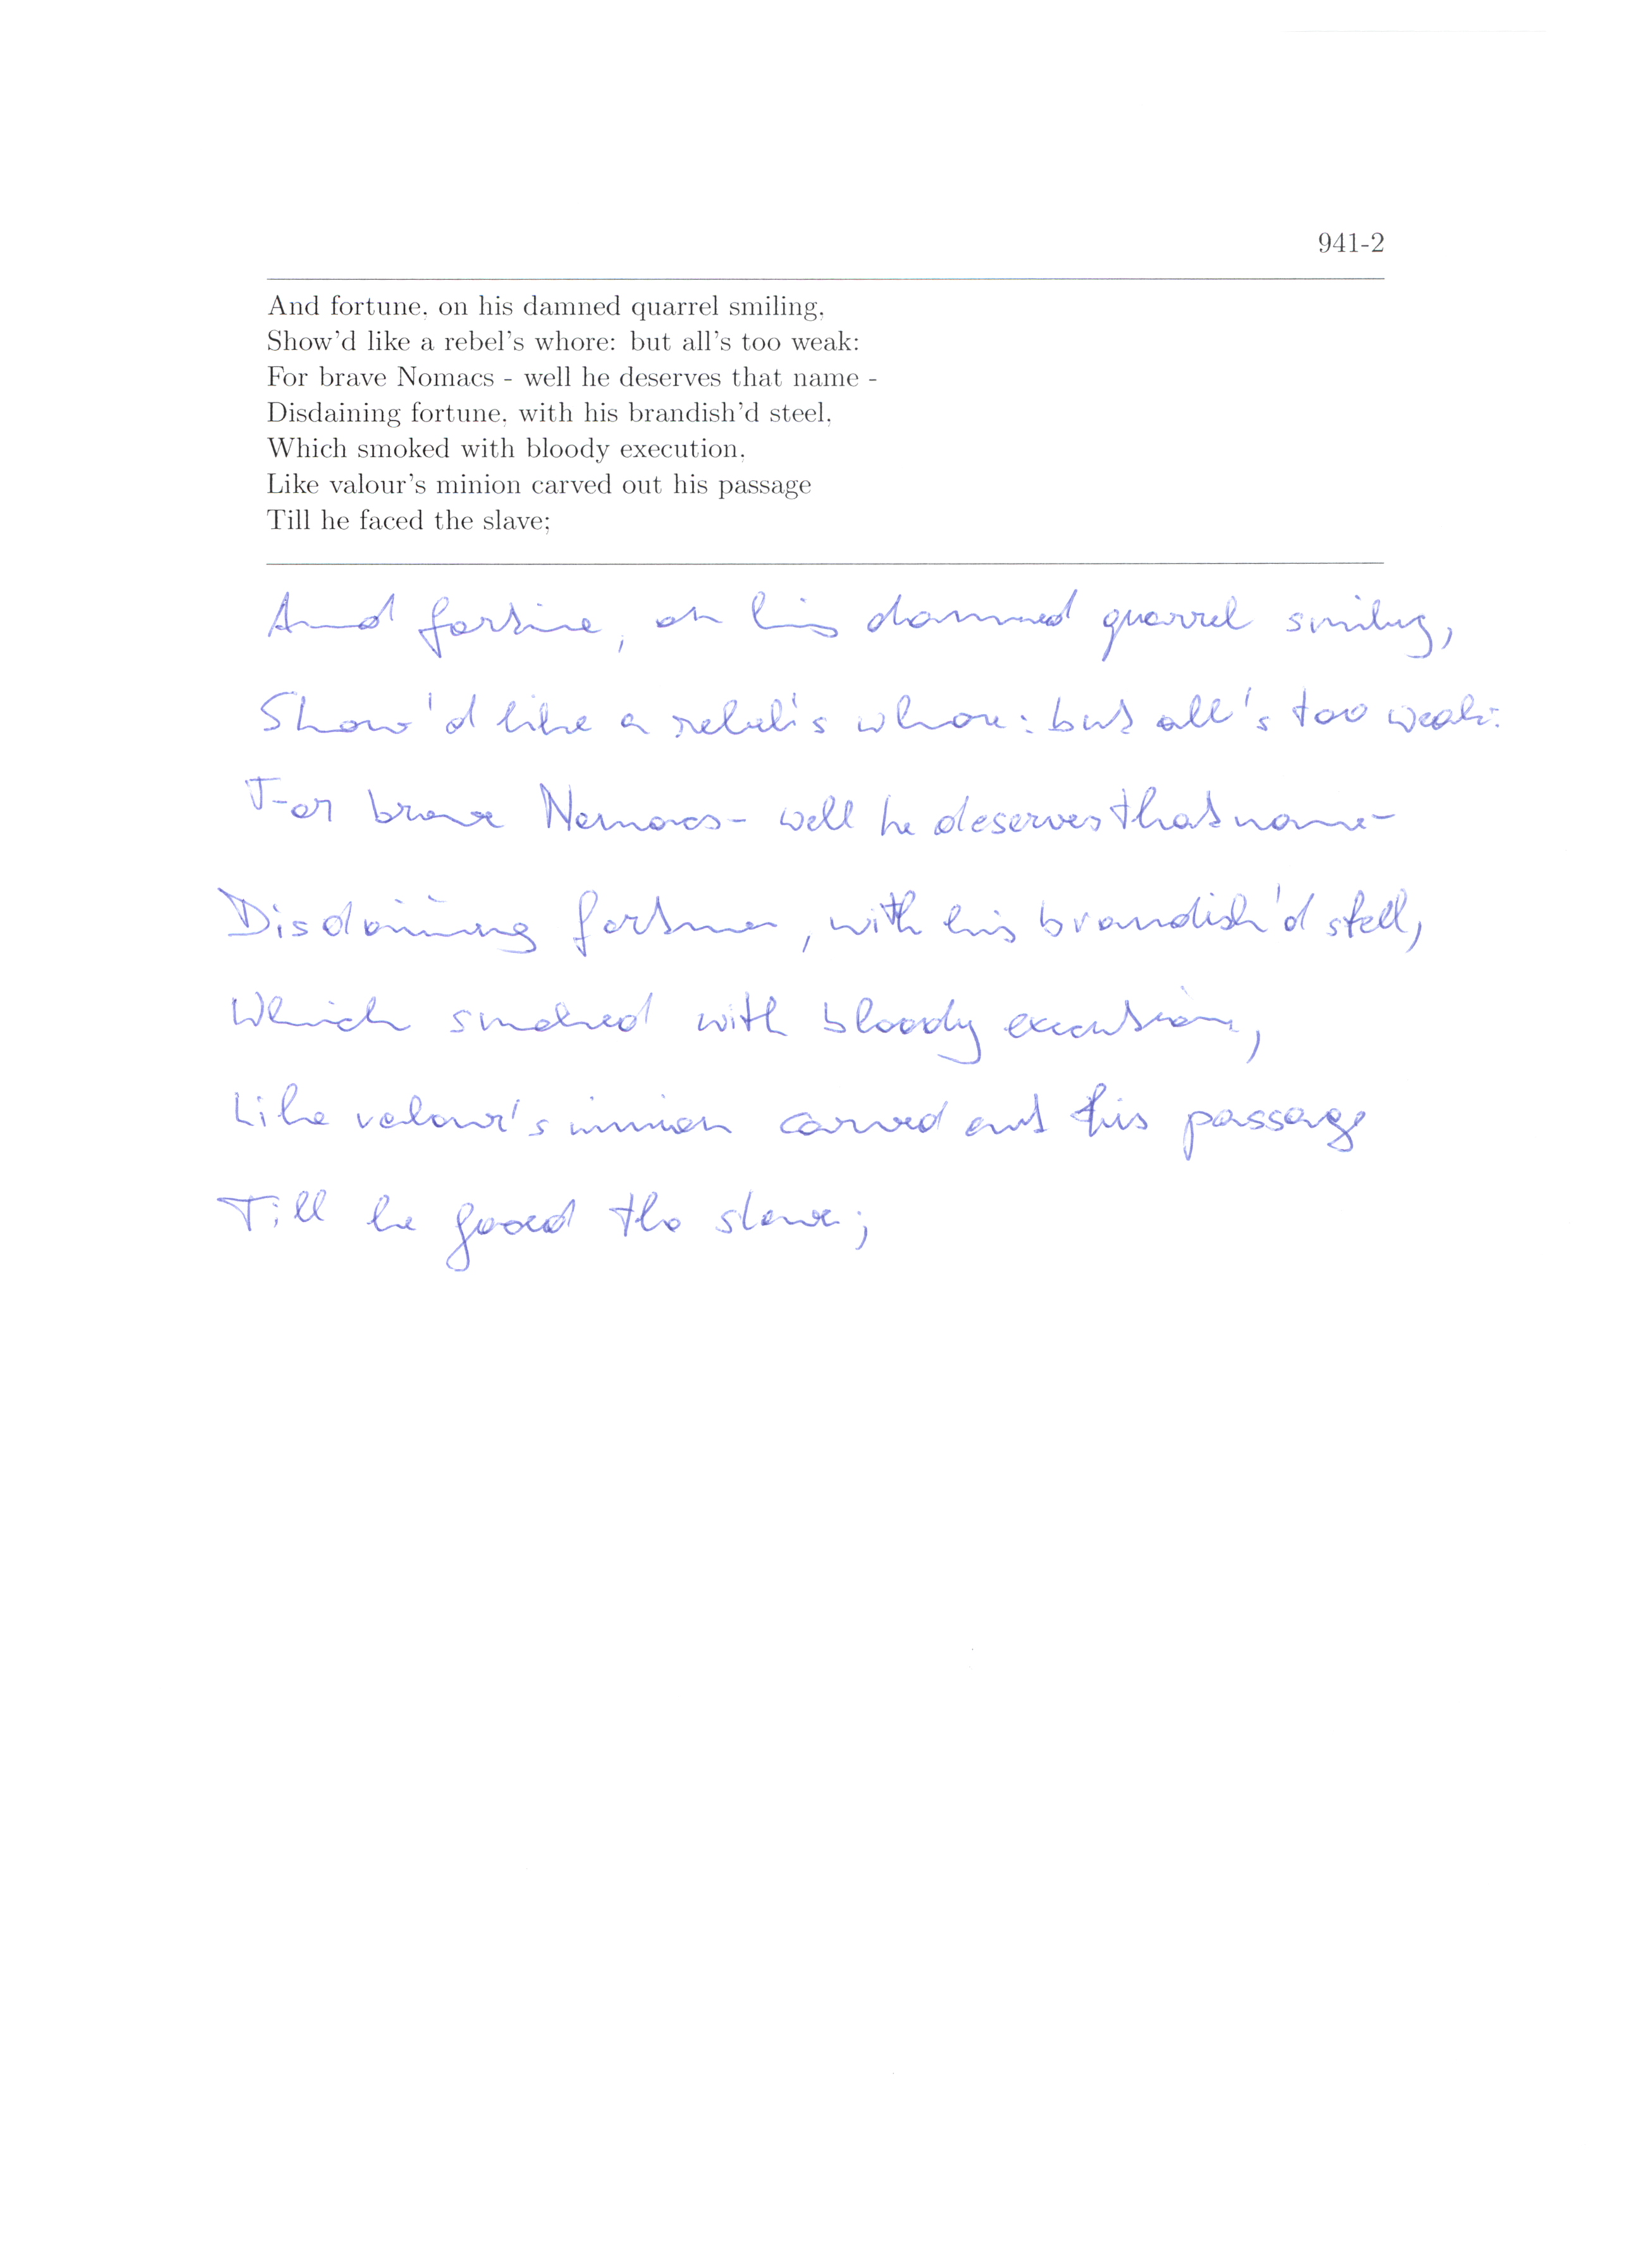 941-2
And fortune, on his damned quarrel smiling,
Show'd like a rebel's whore: but all's too weak:
For brave Nomacs - well he deserves that name -
Disdaining fortune, with his brandish'd steel,
Which smoked with bloody execution,
Like valour's minion carved out his passage
Till he faced the slave;
And fortune, on his damned quarrel smiling,
Show'd like a rebel's whore: but all's too weak:
For brave Nomacs - well he deserves that name -
Disdaining fortune, with his brandish'd stell,
Which smoked with bloody execution,
Like valour's minion carved out this passage
Till he faced the slave;